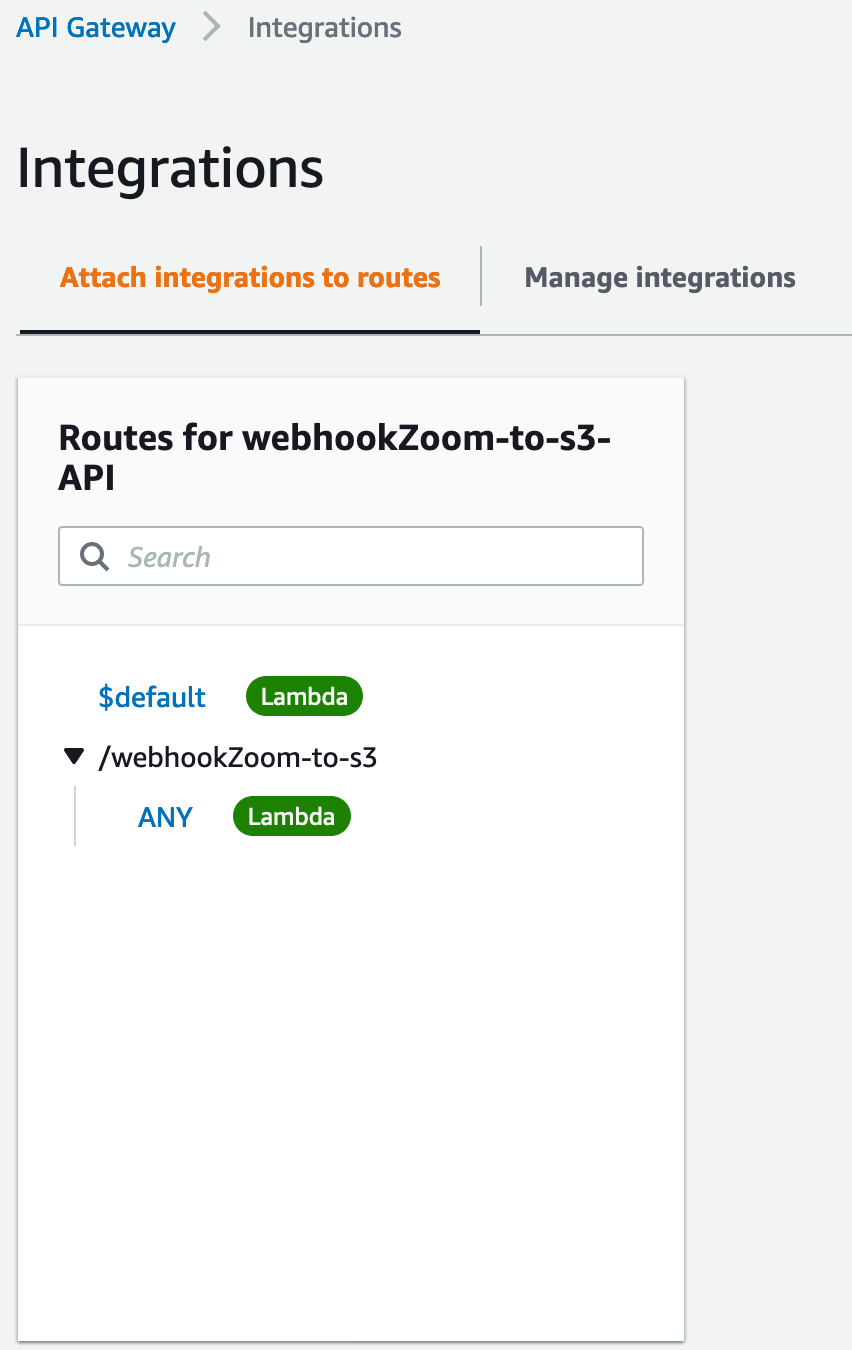 API Gateway > Integrations
Integrations
Attach integrations to routes
Manage integrations
Routes for webhookZoom-to-s3-
API
Search
$default Lambda
/webhookZoom-to-s3
ANY Lambda